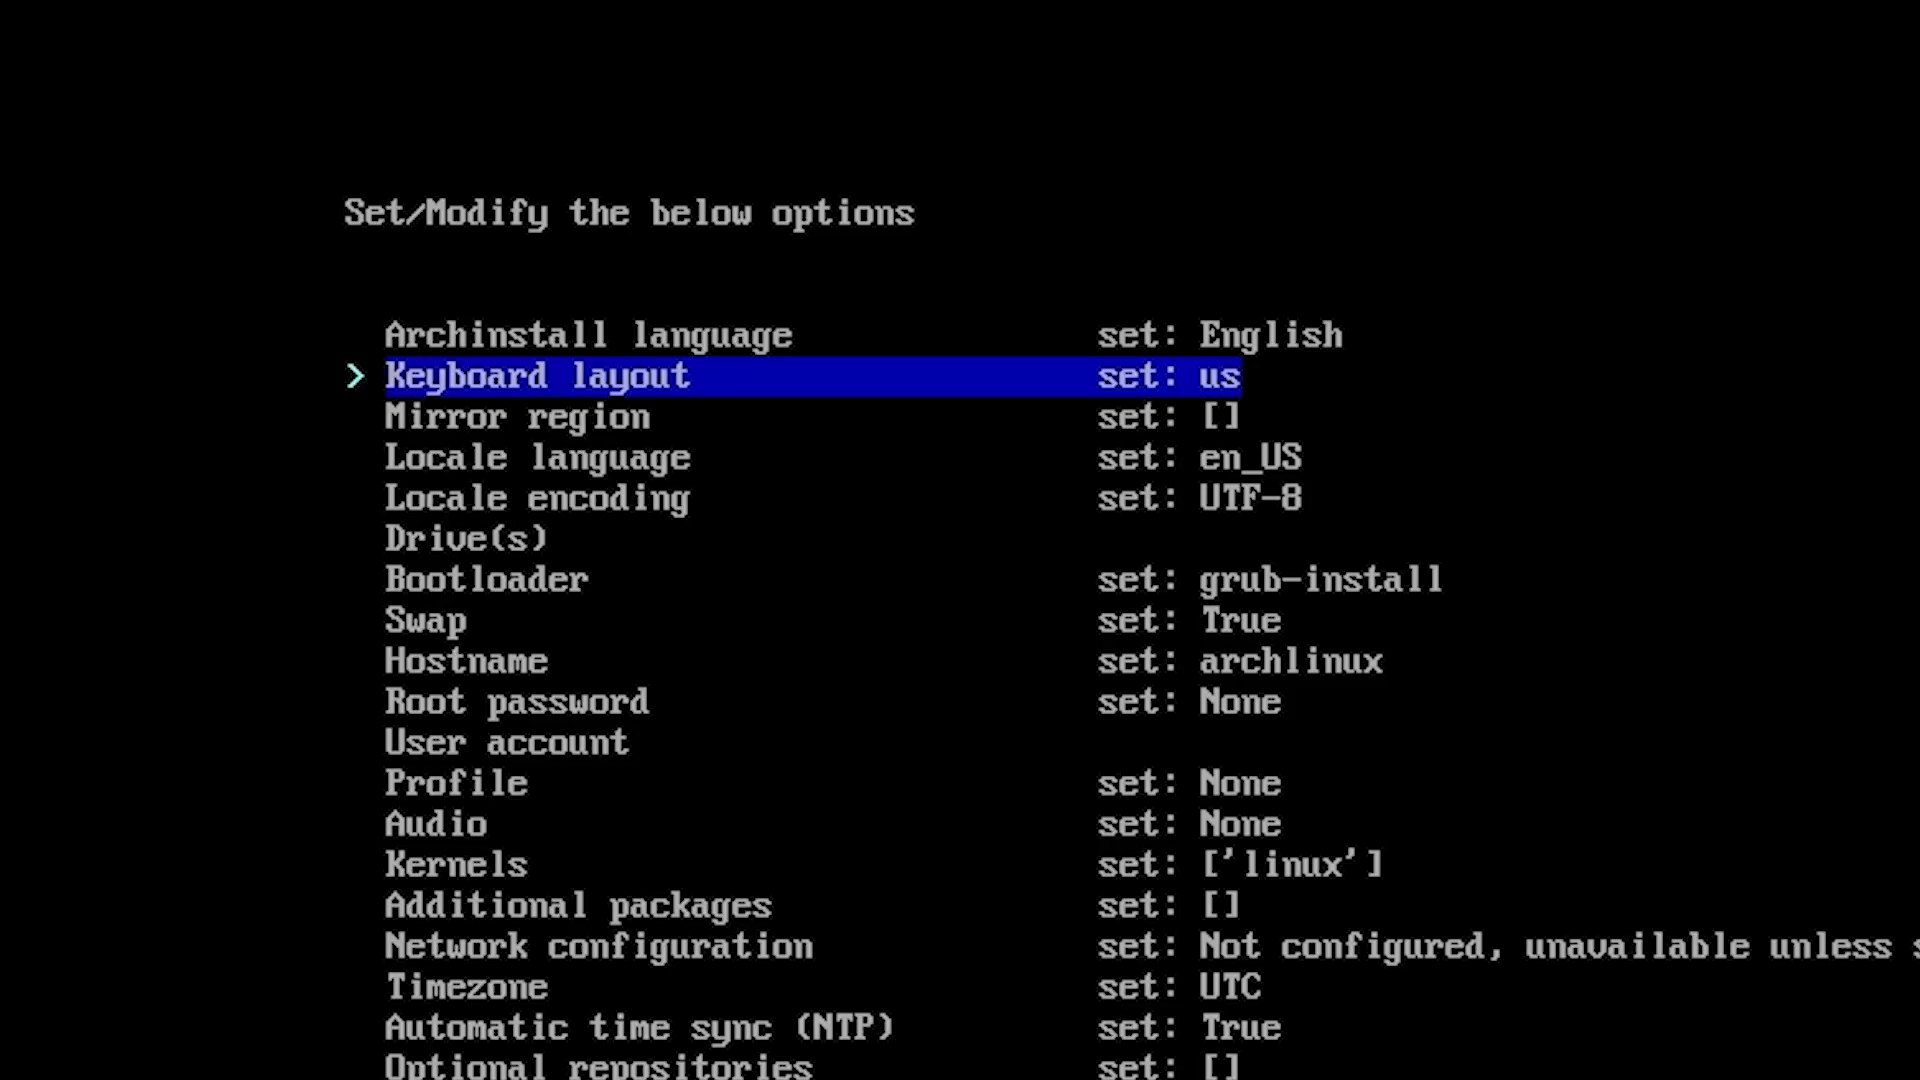 Set/Modify the below options
Archinstall language set: English
> Keyboard layout set: us
Mirror region set: []
Locale language set: en_US
Locale encoding set: UTF-8
Drive(s)
Bootloader set: grub-install
Swap set: True
Hostname set: archlinux
Root password set: None
User account
Profile set: None
Audio set: None
Kernels set: ['linux']
Additional packages set: []
Network configuration set: Not configured, unavailable unless
Timezone set: UTC
Automatic time sync (NTP) set: True
Optional repositories set: []